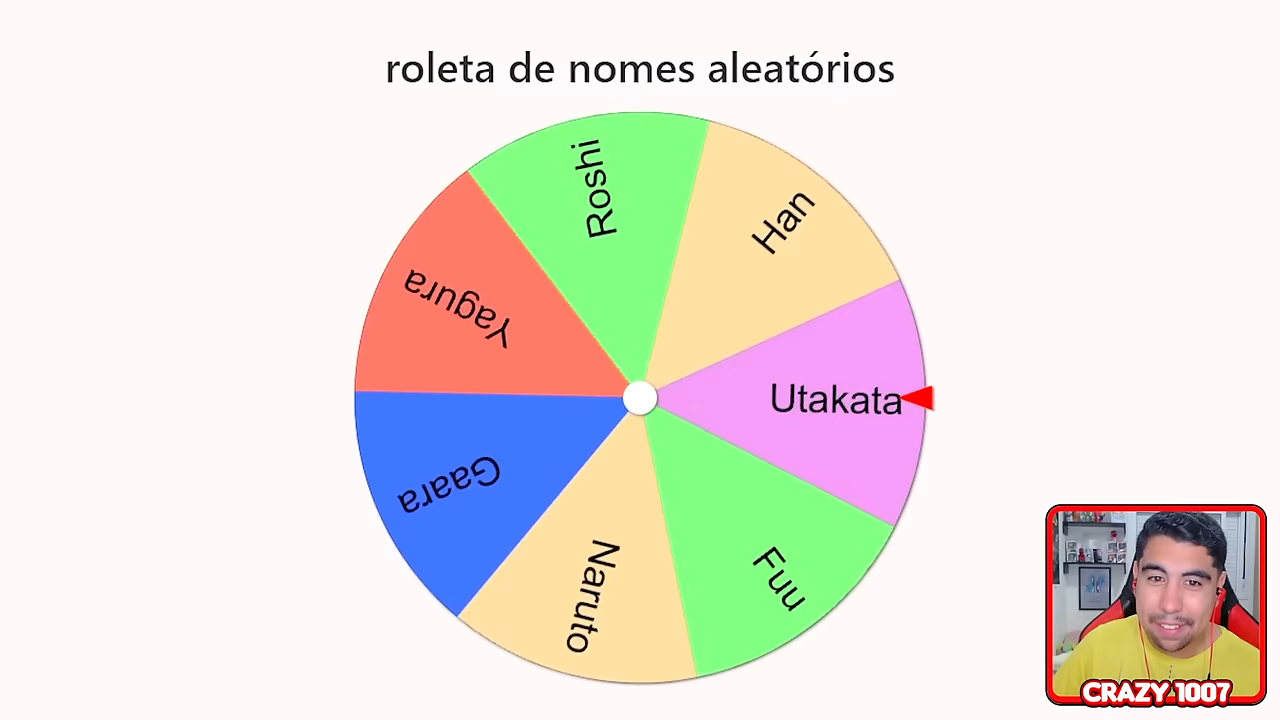 roleta de nomes aleatórios
Roshi
Han
Yagura
Utakata
Gaara
Naruto
Fuu
CRAZY 1007